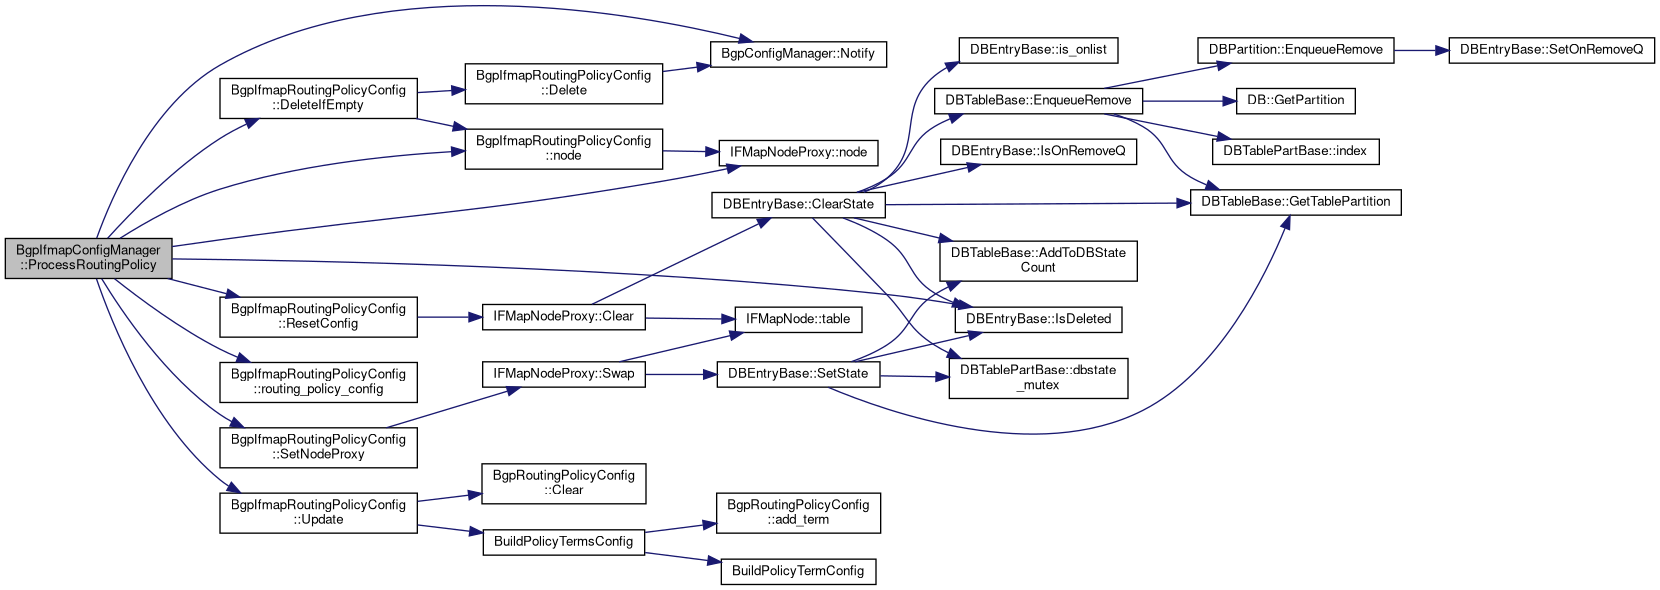 BgpIfmapConfigManager
::ProcessRoutingPolicy
BgpConfigManager::Notify
BgpIfmapRoutingPolicyConfig
::DeleteIfEmpty
BgpIfmapRoutingPolicyConfig
::Delete
BgpIfmapRoutingPolicyConfig
::node
IFMapNodeProxy::node
BgpIfmapRoutingPolicyConfig
::ResetConfig
IFMapNodeProxy::Clear
DBEntryBase::ClearState
IFMapNode::table
DBEntryBase::is_onlist
DBTableBase::EnqueueRemove
DBPartition::EnqueueRemove
DBEntryBase::SetOnRemoveQ
DB::GetPartition
DBTablePartBase::index
DBEntryBase::IsOnRemoveQ
DBTableBase::GetTablePartition
DBTableBase::AddToDBState
Count
DBEntryBase::IsDeleted
DBTablePartBase::dbstate
_mutex
BgpIfmapRoutingPolicyConfig
::routing_policy_config
BgpIfmapRoutingPolicyConfig
::SetNodeProxy
IFMapNodeProxy::Swap
DBEntryBase::SetState
BgpIfmapRoutingPolicyConfig
::Update
BgpRoutingPolicyConfig
::Clear
BuildPolicyTermsConfig
BgpRoutingPolicyConfig
::add_term
BuildPolicyTermConfig